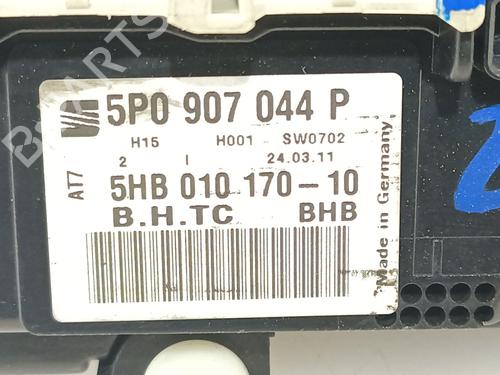 5P0 907 044 P
H15 H001 - SW0702
2 I 24.03.11
AT7
5HB 010 170-10
B.H.TC BHB
Made in Germany